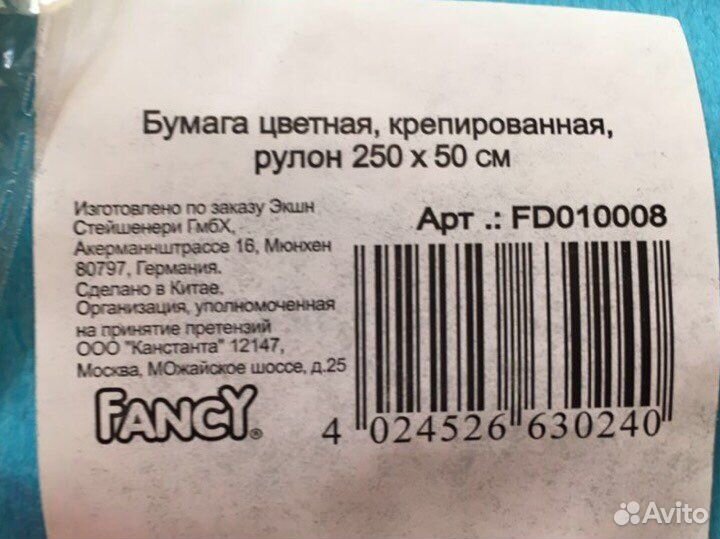 Бумага цветная, крепированная,
рулон 250 х 50 см
Изготовлено по заказу Экшн
Стейшенери ГмбХ,
Акерманнштрассе 16, Мюнхен
80797, Германия.
Сделано в Китае.
Организация, уполномоченная
на принятие претензий
ООО "Канстанта" 12147,
Москва, МОжайское шоссе, д.25
FANCY®
Арт .: FD010008
4 024526 630240
Avito